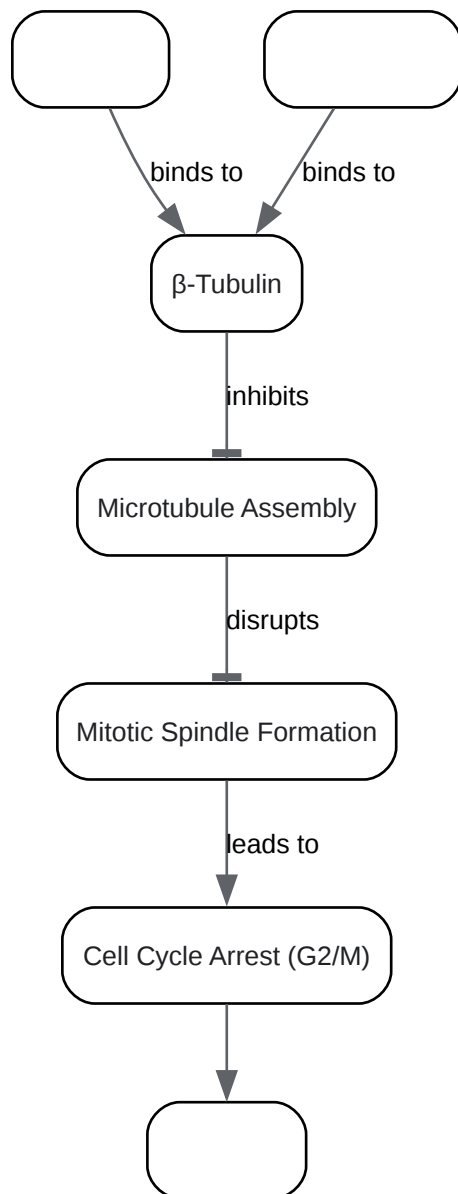 binds to
binds to
β-Tubulin
inhibits
Microtubule Assembly
disrupts
Mitotic Spindle Formation
leads to
Cell Cycle Arrest (G2/M)